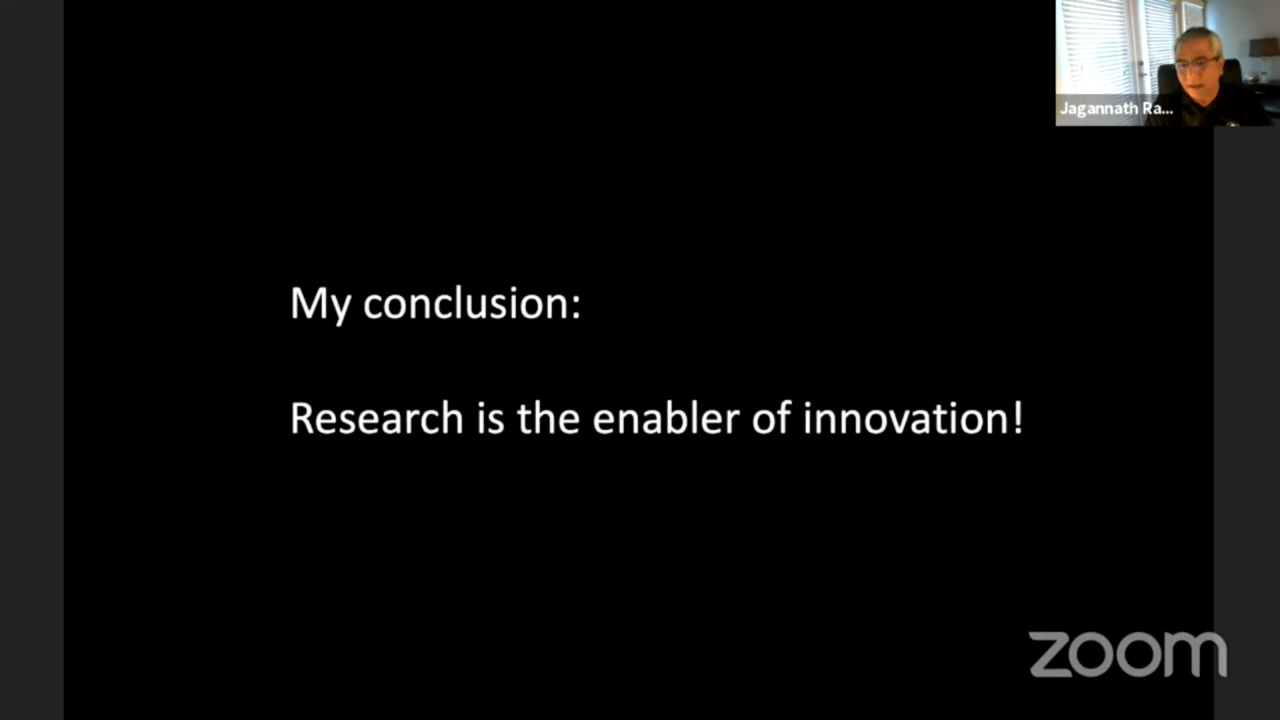 Jagannath Ra...
My conclusion:
Research is the enabler of innovation!
zoom